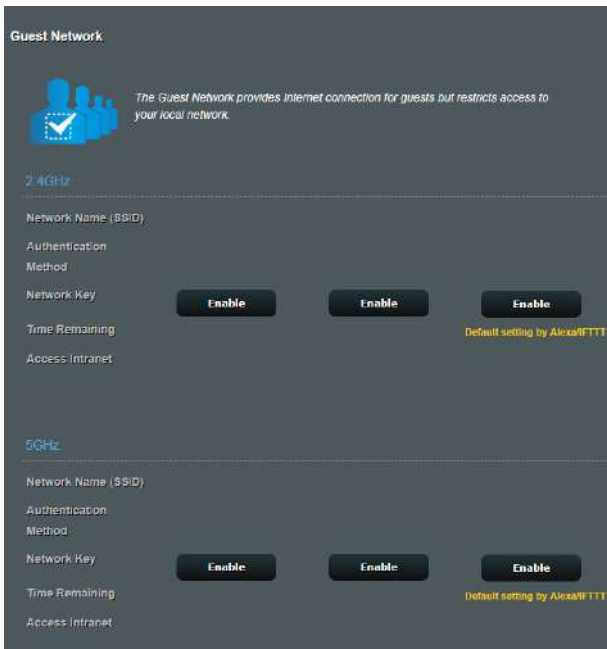 Guest Network
The Guest Network provides Internet connection for guests but restricts access to
your local network.
2.4GHz
Network Name (SSID)
Authentication
Method
Network Key
Enable
Enable
Enable
Time Remaining
Default setting by Alexa/IFTTT
Access Intranet
5GHz
Network Name (SSID)
Authentication
Method
Network Key
Enable
Enable
Enable
Time Remaining
Default setting by Alexa/IFTTT
Access Intranet